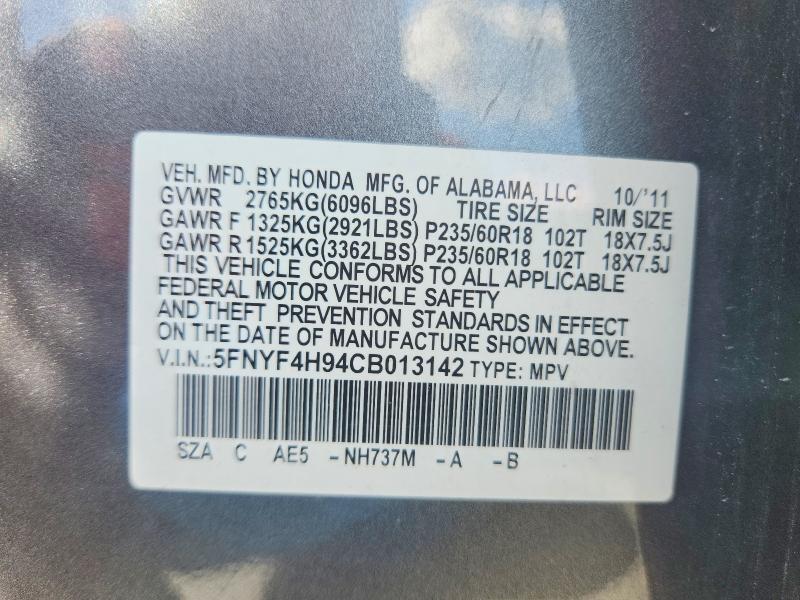 VEH. MFD. BY HONDA MFG. OF ALABAMA, LLC 10/'11
GVWR 2765KG(6096LBS) TIRE SIZE RIM SIZE
GAWR F 1325KG(2921LBS) P235/60R18 102T 18X7.5J
GAWR R 1525KG(3362LBS) P235/60R18 102T 18X7.5J
THIS VEHICLE CONFORMS TO ALL APPLICABLE
FEDERAL MOTOR VEHICLE SAFETY
AND THEFT PREVENTION STANDARDS IN EFFECT
ON THE DATE OF MANUFACTURE SHOWN ABOVE.
V.I.N.:5FNYF4H94CB013142 TYPE: MPV
SZA C AE5 -NH737M -A -B